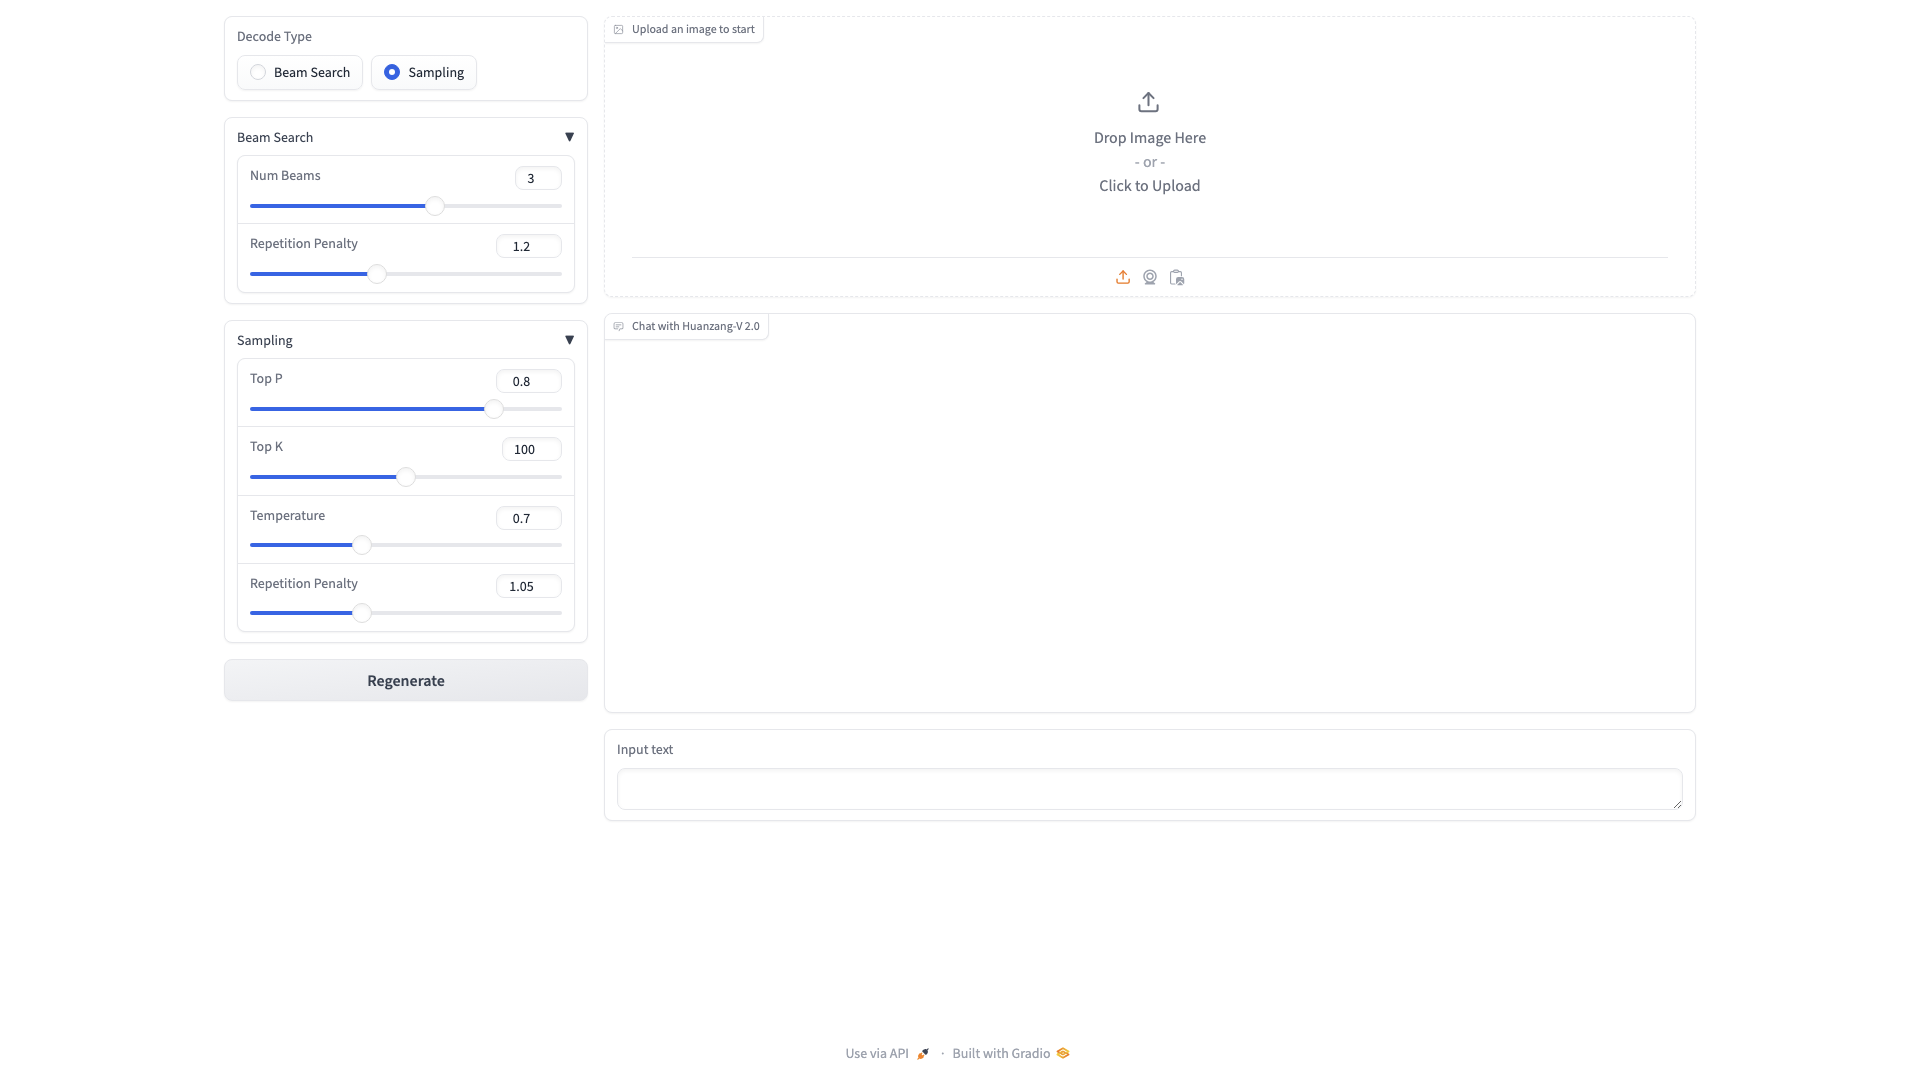 Decode Type
Beam Search
Sampling
Beam Search ▼
Num Beams 3
Repetition Penalty 1.2
Sampling ▼
Top P 0.8
Top K 100
Temperature 0.7
Repetition Penalty 1.05
Regenerate
Upload an image to start
Drop Image Here
- or -
Click to Upload
Chat with Huanzang-V 2.0
Input text
Use via API · Built with Gradio